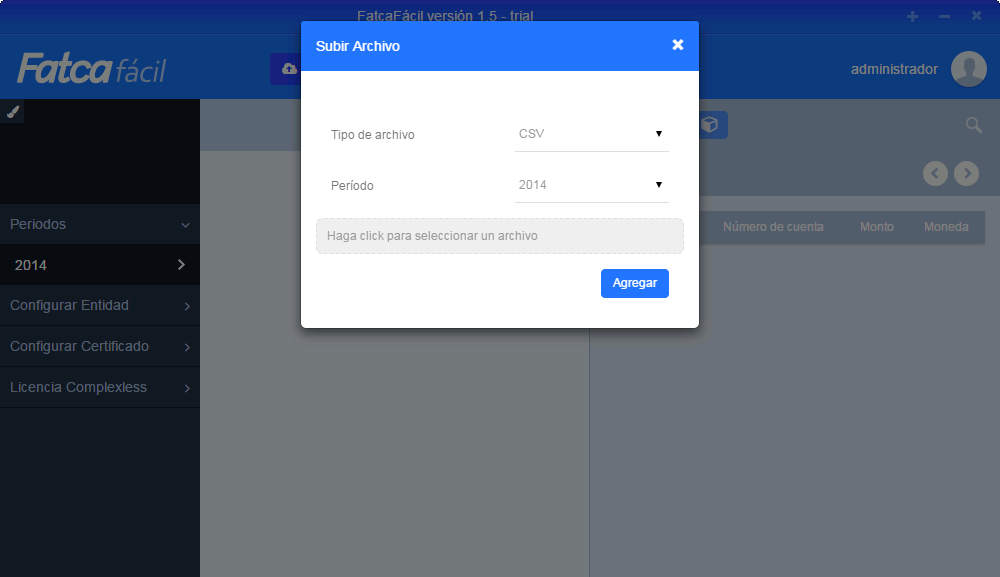 FatcaFácil versión 1.5 - trial
Fatca fácil
administrador
Subir Archivo
Tipo de archivo CSV
Período 2014
Haga click para seleccionar un archivo
Agregar
Periodos
2014
Configurar Entidad
Configurar Certificado
Licencia Complexless
Número de cuenta Monto Moneda